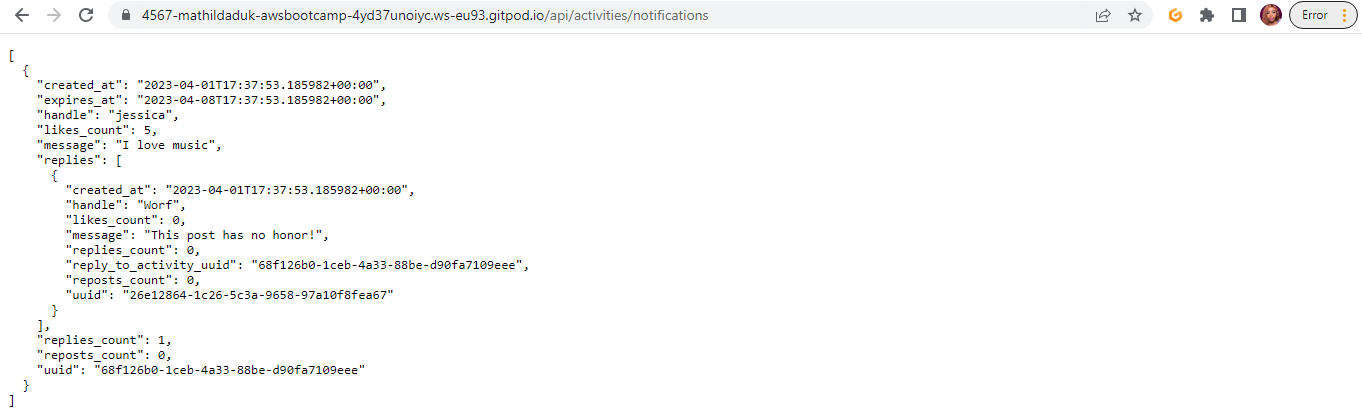 4567-mathildaduk-awsbootcamp-4yd37unoiyc.ws-eu93.gitpod.io/api/activities/notifications
Error
[
  {
    "created_at": "2023-04-01T17:37:53.185982+00:00",
    "expires_at": "2023-04-08T17:37:53.185982+00:00",
    "handle": "jessica",
    "likes_count": 5,
    "message": "I love music",
    "replies": [
      {
        "created_at": "2023-04-01T17:37:53.185982+00:00",
        "handle": "Worf",
        "likes_count": 0,
        "message": "This post has no honor!",
        "replies_count": 0,
        "reply_to_activity_uuid": "68f126b0-1ceb-4a33-88be-d90fa7109eee",
        "reposts_count": 0,
        "uuid": "26e12864-1c26-5c3a-9658-97a10f8fea67"
      }
    ],
    "replies_count": 1,
    "reposts_count": 0,
    "uuid": "68f126b0-1ceb-4a33-88be-d90fa7109eee"
  }
]